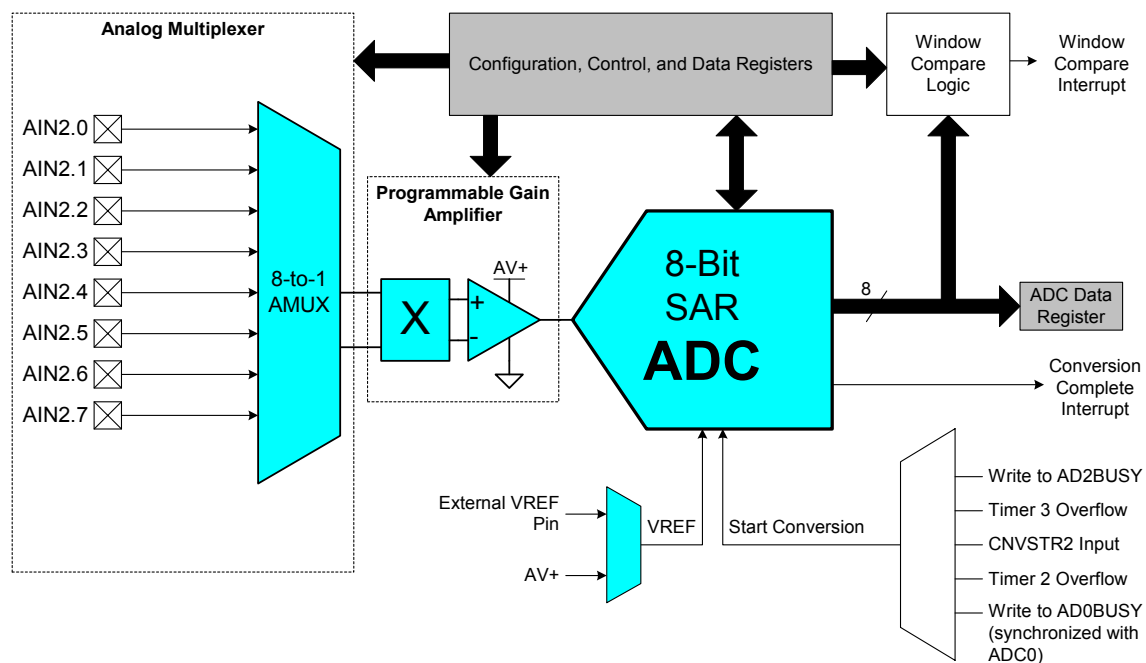 Analog Multiplexer
AIN2.0
AIN2.1
AIN2.2
AIN2.3
AIN2.4
AIN2.5
AIN2.6
AIN2.7
8-to-1
AMUX
Configuration, Control, and Data Registers
Window
Compare
Logic
Window
Compare
Interrupt
Programmable Gain
Amplifier
X
+
-
AV+
8-Bit
SAR
ADC
8
ADC Data
Register
Conversion
Complete
Interrupt
External VREF
Pin
AV+
VREF
Start Conversion
Write to AD2BUSY
Timer 3 Overflow
CNVSTR2 Input
Timer 2 Overflow
Write to AD0BUSY
(synchronized with
ADC0)